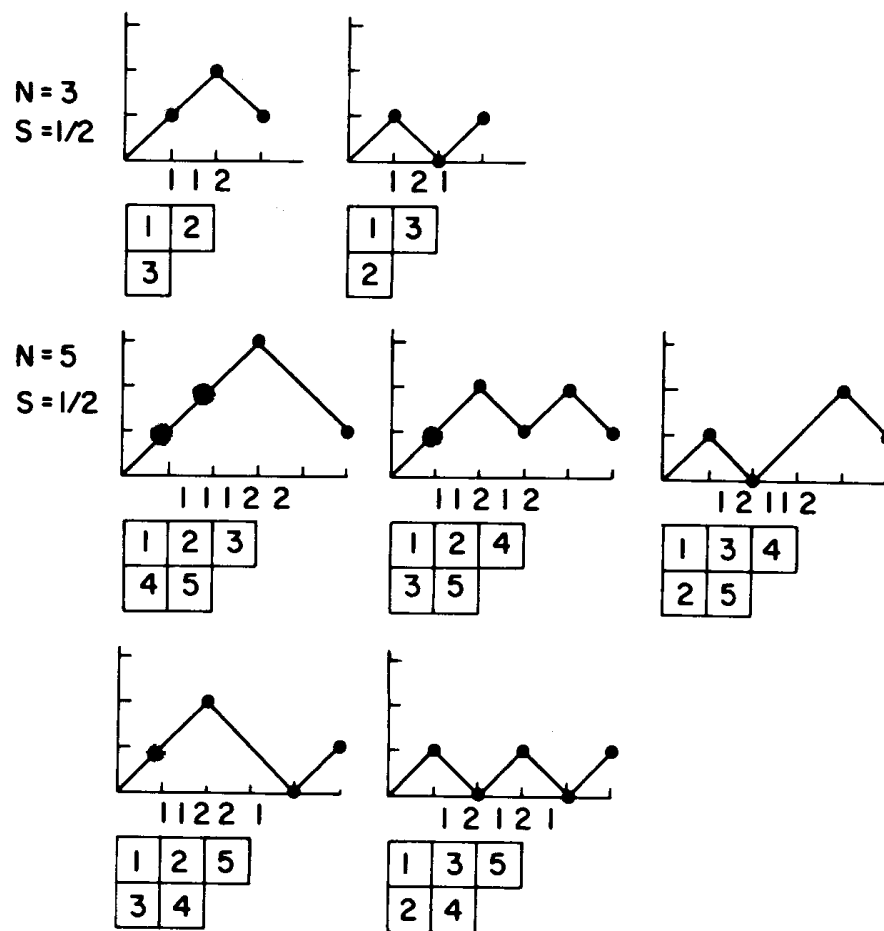 N = 3
S = 1/2
1 1 2
1 2 1
1 2
3
1 3
2
N = 5
S = 1/2
1 1 1 2 2
1 1 2 1 2
1 2 1 1 2
1 2 3
4 5
1 2 4
3 5
1 3 4
2 5
1 1 2 2 1
1 2 1 2 1
1 2 5
3 4
1 3 5
2 4